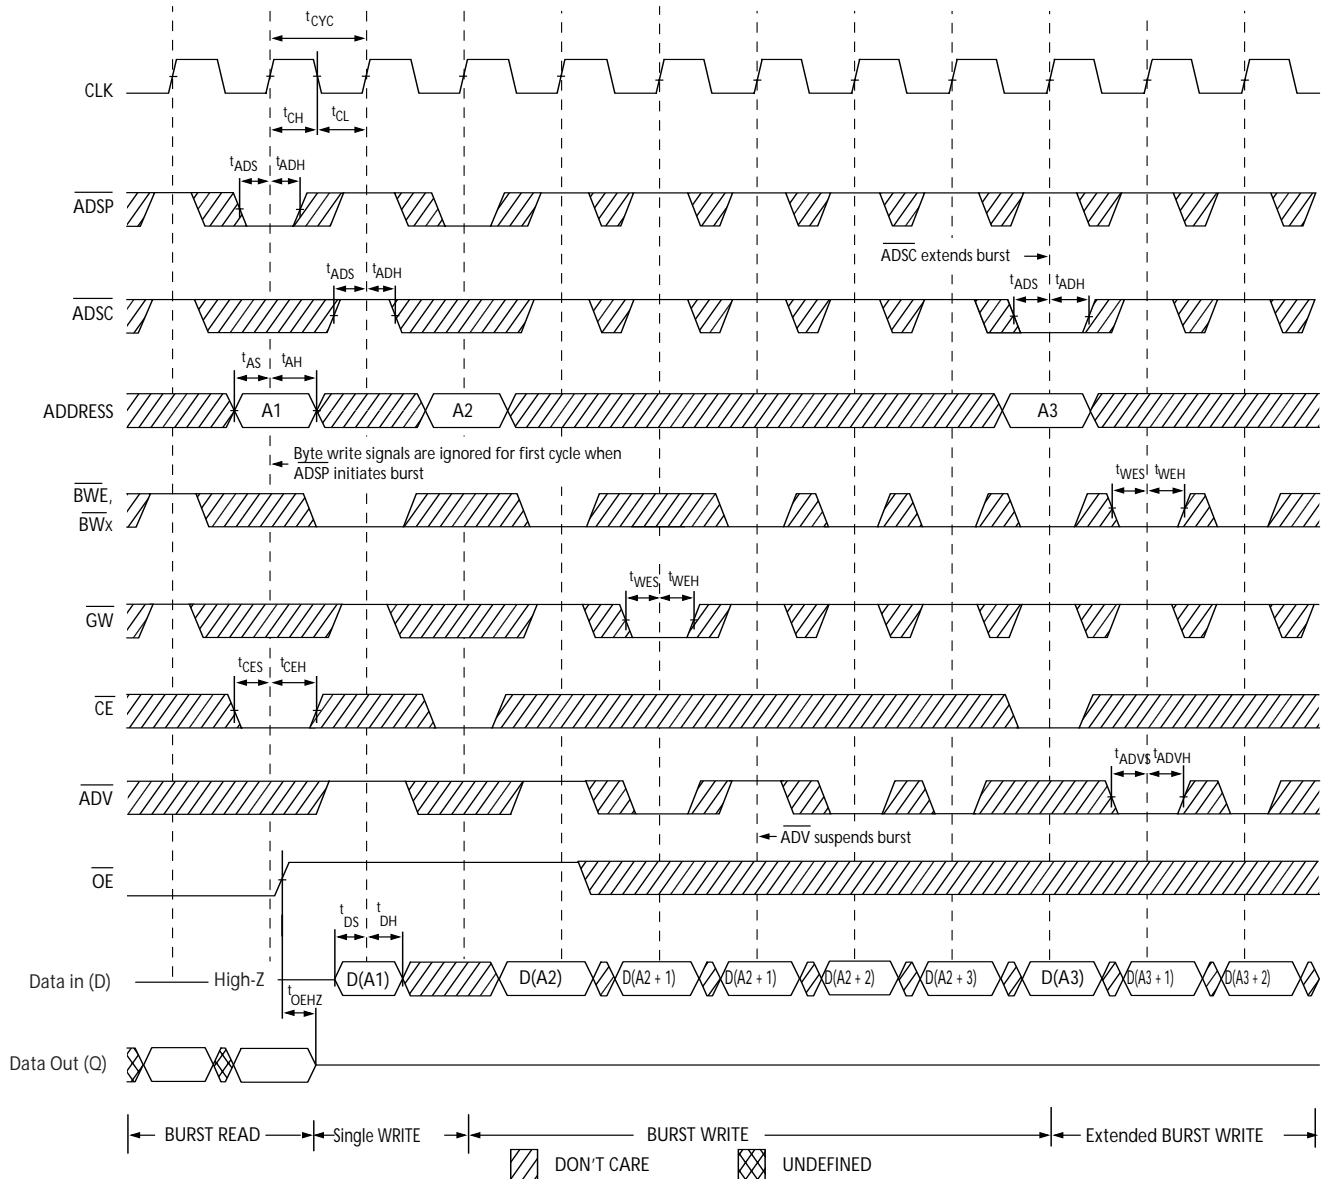 tCYC
CLK
tCH
tCL
tADS
tADH
ADSP
ADSC extends burst
tADS
tADH
tADS
tADH
ADSC
tAS
tAH
ADDRESS
A1
A2
A3
Byte write signals are ignored for first cycle when
ADSP initiates burst
tWES
tWEH
BWE,
BWx
tWES
tWEH
GW
tCES
tCEH
CE
tADVS
tADVH
ADV
ADV suspends burst
OE
tDS
tDH
Data in (D)
High-Z
D(A1)
D(A2)
D(A2 + 1)
D(A2 + 1)
D(A2 + 2)
D(A2 + 3)
D(A3)
D(A3 + 1)
D(A3 + 2)
tOEHZ
Data Out (Q)
BURST READ
Single WRITE
BURST WRITE
Extended BURST WRITE
DON'T CARE
UNDEFINED